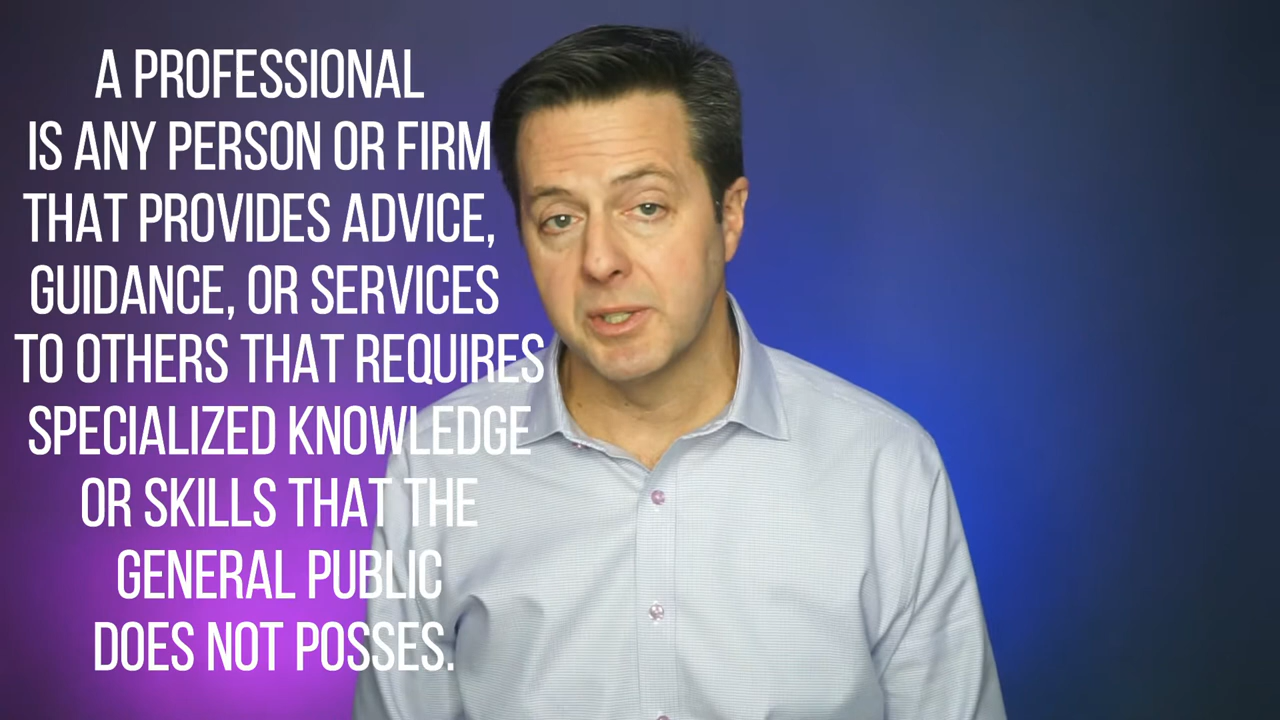 A PROFESSIONAL
IS ANY PERSON OR FIRM
THAT PROVIDES ADVICE,
GUIDANCE, OR SERVICES
TO OTHERS THAT REQUIRES
SPECIALIZED KNOWLEDGE
OR SKILLS THAT THE
GENERAL PUBLIC
DOES NOT POSSES.